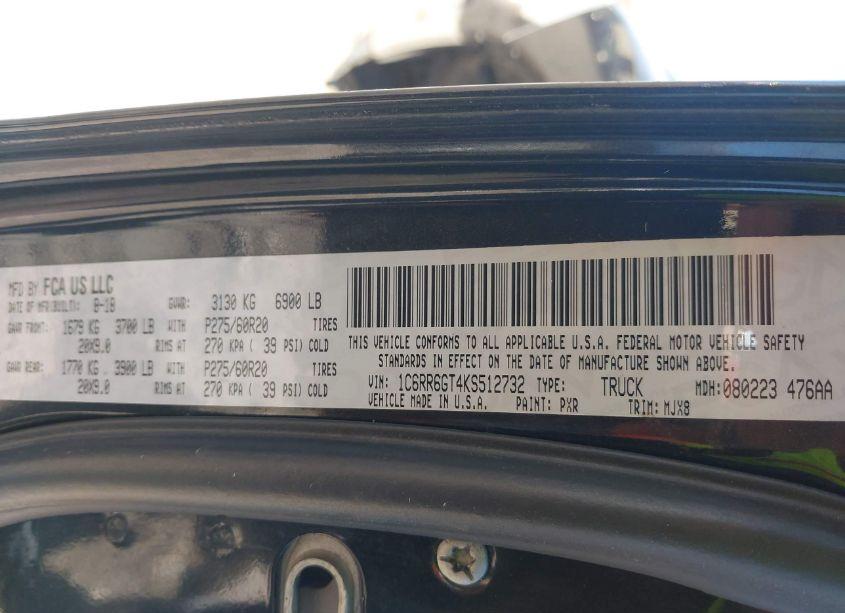 MFD BY FCA US LLC
DATE OF MFR(BUILT): 8-18 GVWR: 3130 KG 6900 LB
GAWR FRONT: 1679 KG 3700 LB WITH P275/60R20 TIRES
20X9.0 RIMS AT 270 KPA ( 39 PSI) COLD
GAWR REAR: 1770 KG 3900 LB WITH P275/60R20 TIRES
20X9.0 RIMS AT 270 KPA ( 39 PSI) COLD
THIS VEHICLE CONFORMS TO ALL APPLICABLE U.S.A. FEDERAL MOTOR VEHICLE SAFETY
STANDARDS IN EFFECT ON THE DATE OF MANUFACTURE SHOWN ABOVE.
VIN: 1C6RR6GT4KS512732 TYPE: TRUCK MDH: 080223 476AA
VEHICLE MADE IN U.S.A. PAINT: PXR TRIM: MJX8